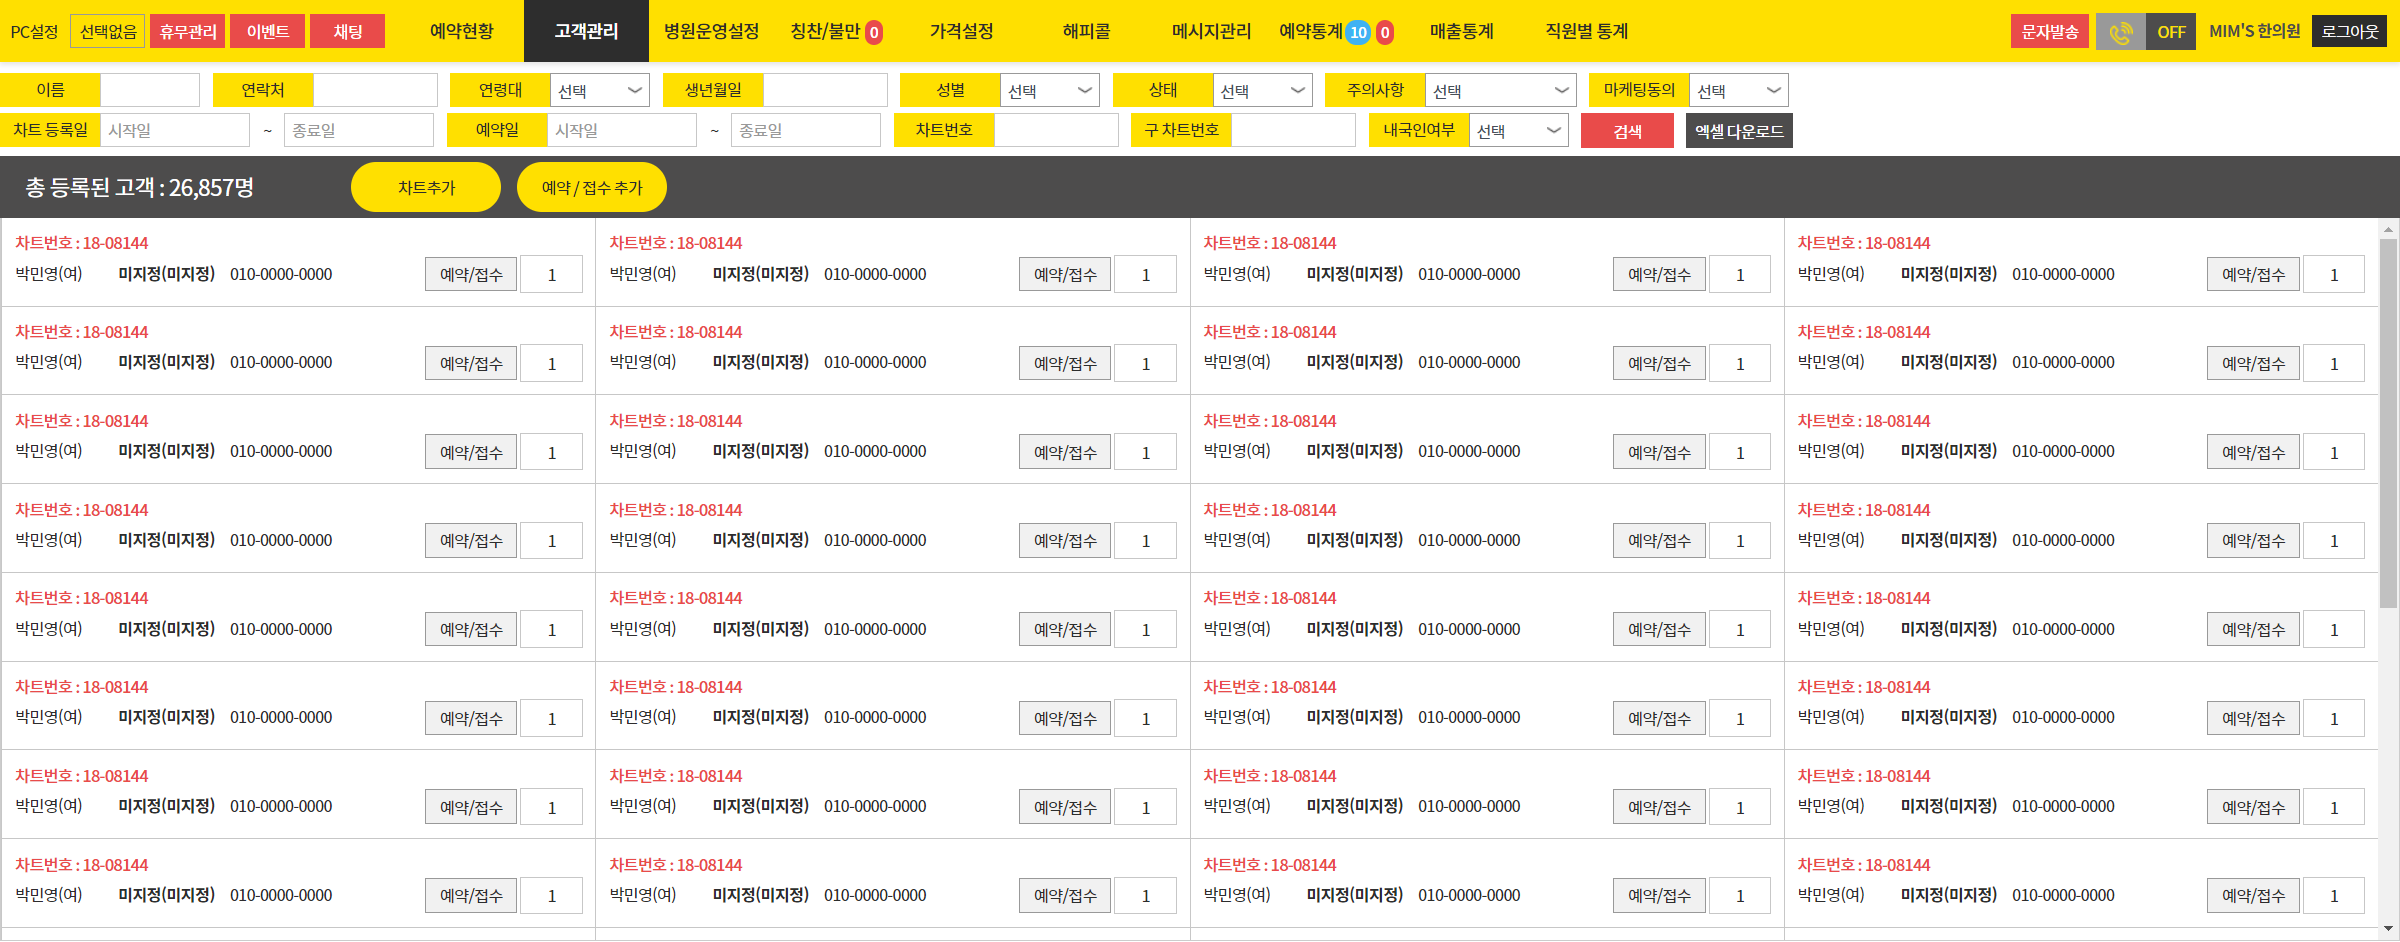 PC설정 선택없음 휴무관리 이벤트 채팅 예약현황 고객관리 병원운영설정 칭찬/불만 0 가격설정 해피콜 메시지관리 예약통계 10 0 매출통계 직원별 통계 문자발송 OFF MIM'S 한의원 로그아웃
이름 연락처 연령대 선택 생년월일 성별 선택 상태 선택 주의사항 선택 마케팅동의 선택
차트 등록일 시작일 ~ 종료일 예약일 시작일 ~ 종료일 차트번호 구 차트번호 내국인여부 선택 검색 엑셀 다운로드
총 등록된 고객 : 26,857명 차트추가 예약 / 접수 추가
차트번호 : 18-08144 차트번호 : 18-08144 차트번호 : 18-08144 차트번호 : 18-08144
박민영(여) 미지정(미지정) 010-0000-0000 예약/접수 1 박민영(여) 미지정(미지정) 010-0000-0000 예약/접수 1 박민영(여) 미지정(미지정) 010-0000-0000 예약/접수 1 박민영(여) 미지정(미지정) 010-0000-0000 예약/접수 1
차트번호 : 18-08144 차트번호 : 18-08144 차트번호 : 18-08144 차트번호 : 18-08144
박민영(여) 미지정(미지정) 010-0000-0000 예약/접수 1 박민영(여) 미지정(미지정) 010-0000-0000 예약/접수 1 박민영(여) 미지정(미지정) 010-0000-0000 예약/접수 1 박민영(여) 미지정(미지정) 010-0000-0000 예약/접수 1
차트번호 : 18-08144 차트번호 : 18-08144 차트번호 : 18-08144 차트번호 : 18-08144
박민영(여) 미지정(미지정) 010-0000-0000 예약/접수 1 박민영(여) 미지정(미지정) 010-0000-0000 예약/접수 1 박민영(여) 미지정(미지정) 010-0000-0000 예약/접수 1 박민영(여) 미지정(미지정) 010-0000-0000 예약/접수 1
차트번호 : 18-08144 차트번호 : 18-08144 차트번호 : 18-08144 차트번호 : 18-08144
박민영(여) 미지정(미지정) 010-0000-0000 예약/접수 1 박민영(여) 미지정(미지정) 010-0000-0000 예약/접수 1 박민영(여) 미지정(미지정) 010-0000-0000 예약/접수 1 박민영(여) 미지정(미지정) 010-0000-0000 예약/접수 1
차트번호 : 18-08144 차트번호 : 18-08144 차트번호 : 18-08144 차트번호 : 18-08144
박민영(여) 미지정(미지정) 010-0000-0000 예약/접수 1 박민영(여) 미지정(미지정) 010-0000-0000 예약/접수 1 박민영(여) 미지정(미지정) 010-0000-0000 예약/접수 1 박민영(여) 미지정(미지정) 010-0000-0000 예약/접수 1
차트번호 : 18-08144 차트번호 : 18-08144 차트번호 : 18-08144 차트번호 : 18-08144
박민영(여) 미지정(미지정) 010-0000-0000 예약/접수 1 박민영(여) 미지정(미지정) 010-0000-0000 예약/접수 1 박민영(여) 미지정(미지정) 010-0000-0000 예약/접수 1 박민영(여) 미지정(미지정) 010-0000-0000 예약/접수 1
차트번호 : 18-08144 차트번호 : 18-08144 차트번호 : 18-08144 차트번호 : 18-08144
박민영(여) 미지정(미지정) 010-0000-0000 예약/접수 1 박민영(여) 미지정(미지정) 010-0000-0000 예약/접수 1 박민영(여) 미지정(미지정) 010-0000-0000 예약/접수 1 박민영(여) 미지정(미지정) 010-0000-0000 예약/접수 1
차트번호 : 18-08144 차트번호 : 18-08144 차트번호 : 18-08144 차트번호 : 18-08144
박민영(여) 미지정(미지정) 010-0000-0000 예약/접수 1 박민영(여) 미지정(미지정) 010-0000-0000 예약/접수 1 박민영(여) 미지정(미지정) 010-0000-0000 예약/접수 1 박민영(여) 미지정(미지정) 010-0000-0000 예약/접수 1